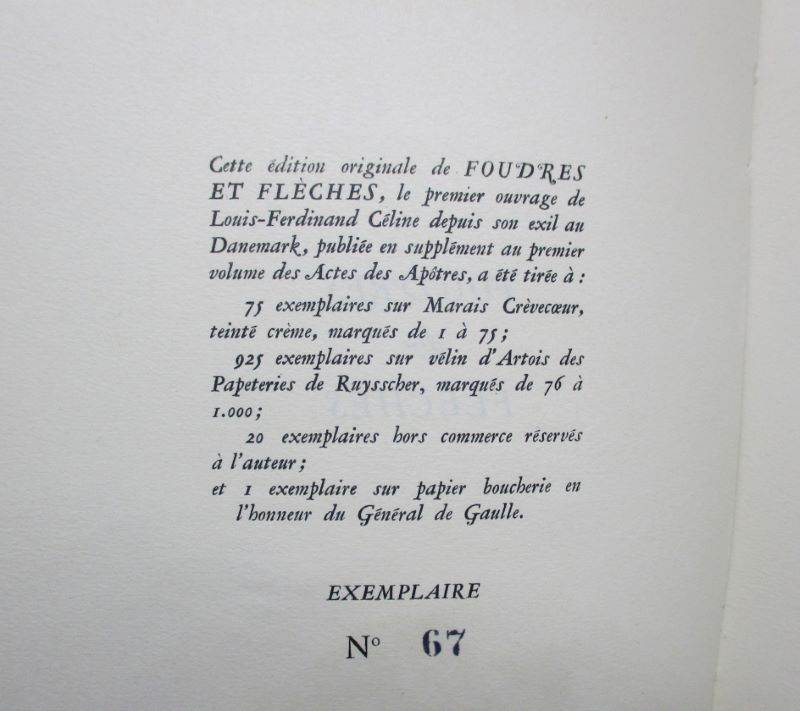 Cette édition originale de FOUDRES
ET FLÈCHES, le premier ouvrage de
Louis-Ferdinand Céline depuis son exil au
Danemark, publiée en supplément au premier
volume des Actes des Apôtres, a été tirée à :
75 exemplaires sur Marais Crèvecœur,
teinté crème, marqués de 1 à 75 ;
925 exemplaires sur vélin d'Artois des
Papeteries de Ruysscher, marqués de 76 à
1.000 ;
20 exemplaires hors commerce réservés
à l'auteur ;
et 1 exemplaire sur papier boucherie en
l'honneur du Général de Gaulle.
EXEMPLAIRE
Nº 67